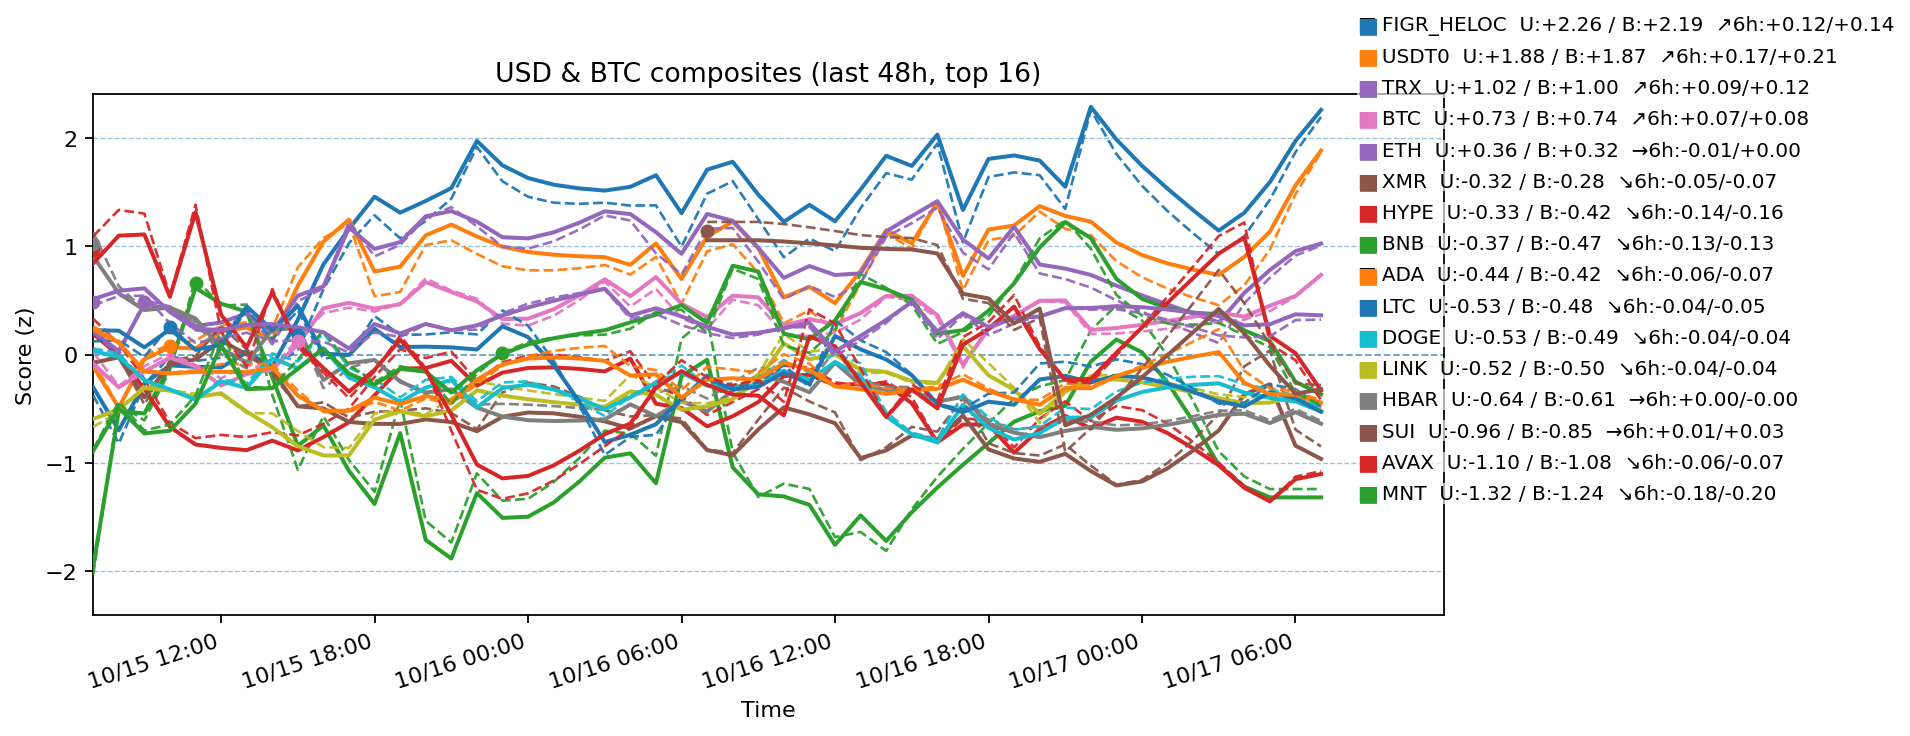 USD & BTC composites (last 48h, top 16)
FIGR_HELOC  U:+2.26 / B:+2.19  ↗6h:+0.12/+0.14
USDT0  U:+1.88 / B:+1.87  ↗6h:+0.17/+0.21
TRX  U:+1.02 / B:+1.00  ↗6h:+0.09/+0.12
BTC  U:+0.73 / B:+0.74  ↗6h:+0.07/+0.08
ETH  U:+0.36 / B:+0.32  →6h:-0.01/+0.00
XMR  U:-0.32 / B:-0.28  ↘6h:-0.05/-0.07
HYPE  U:-0.33 / B:-0.42  ↘6h:-0.14/-0.16
BNB  U:-0.37 / B:-0.47  ↘6h:-0.13/-0.13
ADA  U:-0.44 / B:-0.42  ↘6h:-0.06/-0.07
LTC  U:-0.53 / B:-0.48  ↘6h:-0.04/-0.05
DOGE  U:-0.53 / B:-0.49  ↘6h:-0.04/-0.04
LINK  U:-0.52 / B:-0.50  ↘6h:-0.04/-0.04
HBAR  U:-0.64 / B:-0.61  →6h:+0.00/-0.00
SUI  U:-0.96 / B:-0.85  →6h:+0.01/+0.03
AVAX  U:-1.10 / B:-1.08  ↘6h:-0.06/-0.07
MNT  U:-1.32 / B:-1.24  ↘6h:-0.18/-0.20
Score (z)
2
1
0
−1
−2
10/15 12:00
10/15 18:00
10/16 00:00
10/16 06:00
10/16 12:00
10/16 18:00
10/17 00:00
10/17 06:00
Time